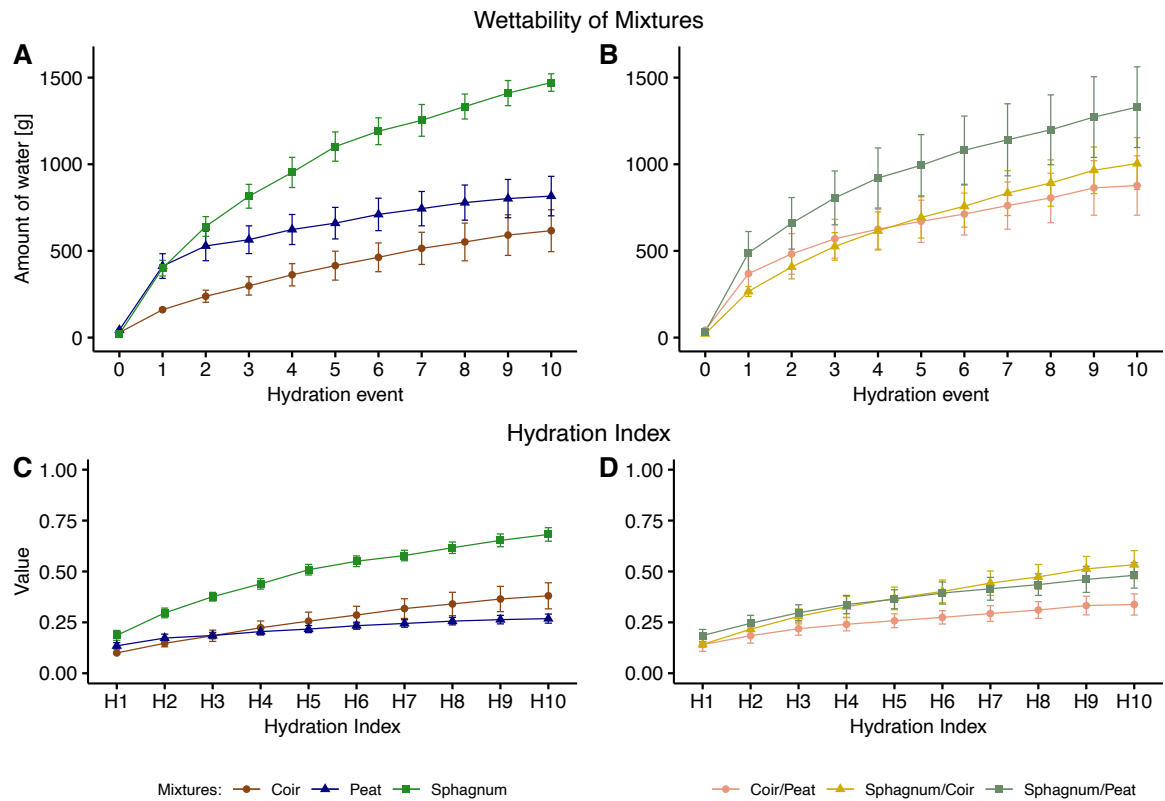 Wettability of Mixtures
A
B
Amount of water [g]
1500
1000
500
0
0 1 2 3 4 5 6 7 8 9 10
Hydration event
1500
1000
500
0
0 1 2 3 4 5 6 7 8 9 10
Hydration event
Hydration Index
C
D
Value
1.00
0.75
0.50
0.25
0.00
H1 H2 H3 H4 H5 H6 H7 H8 H9 H10
Hydration Index
1.00
0.75
0.50
0.25
0.00
H1 H2 H3 H4 H5 H6 H7 H8 H9 H10
Hydration Index
Mixtures: Coir Peat Sphagnum
Coir/Peat Sphagnum/Coir Sphagnum/Peat